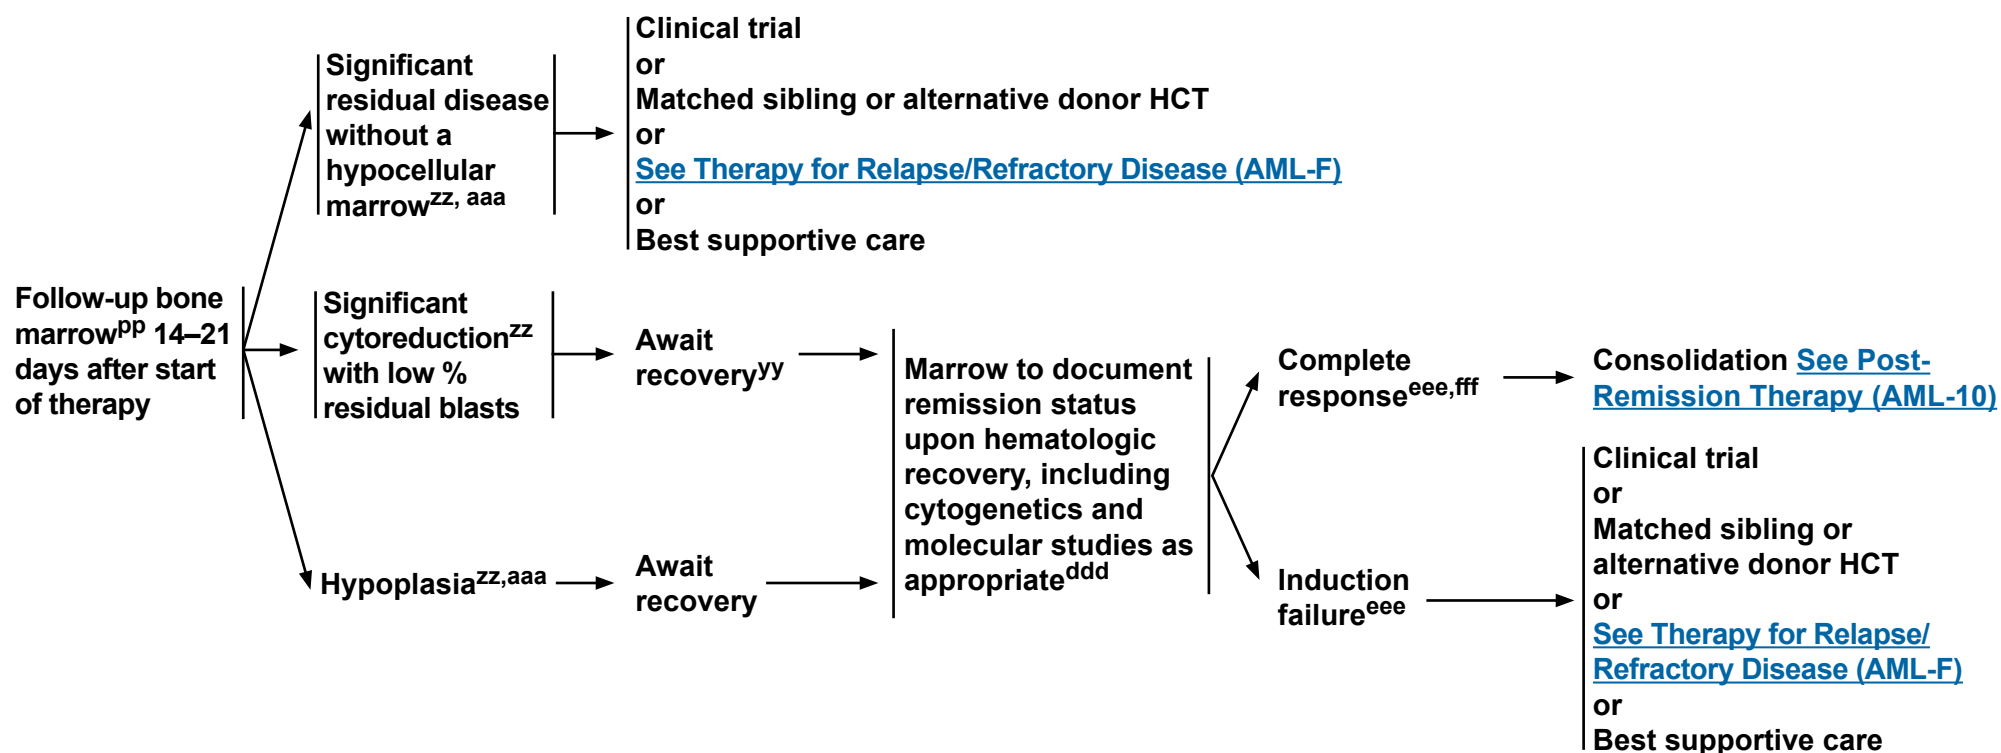 Follow-up bone
marrowpp 14–21
days after start
of therapy
Significant
residual disease
without a
hypocellular
marrowzz, aaa
Clinical trial
or
Matched sibling or alternative donor HCT
or
See Therapy for Relapse/Refractory Disease (AML-F)
or
Best supportive care
Significant
cytoreductionzz
with low %
residual blasts
Await
recoveryyy
Hypoplasiazz,aaa
Await
recovery
Marrow to document
remission status
upon hematologic
recovery, including
cytogenetics and
molecular studies as
appropriateddd
Complete
responseeee,fff
Consolidation See Post-
Remission Therapy (AML-10)
Induction
failureeee
Clinical trial
or
Matched sibling or
alternative donor HCT
or
See Therapy for Relapse/
Refractory Disease (AML-F)
or
Best supportive care